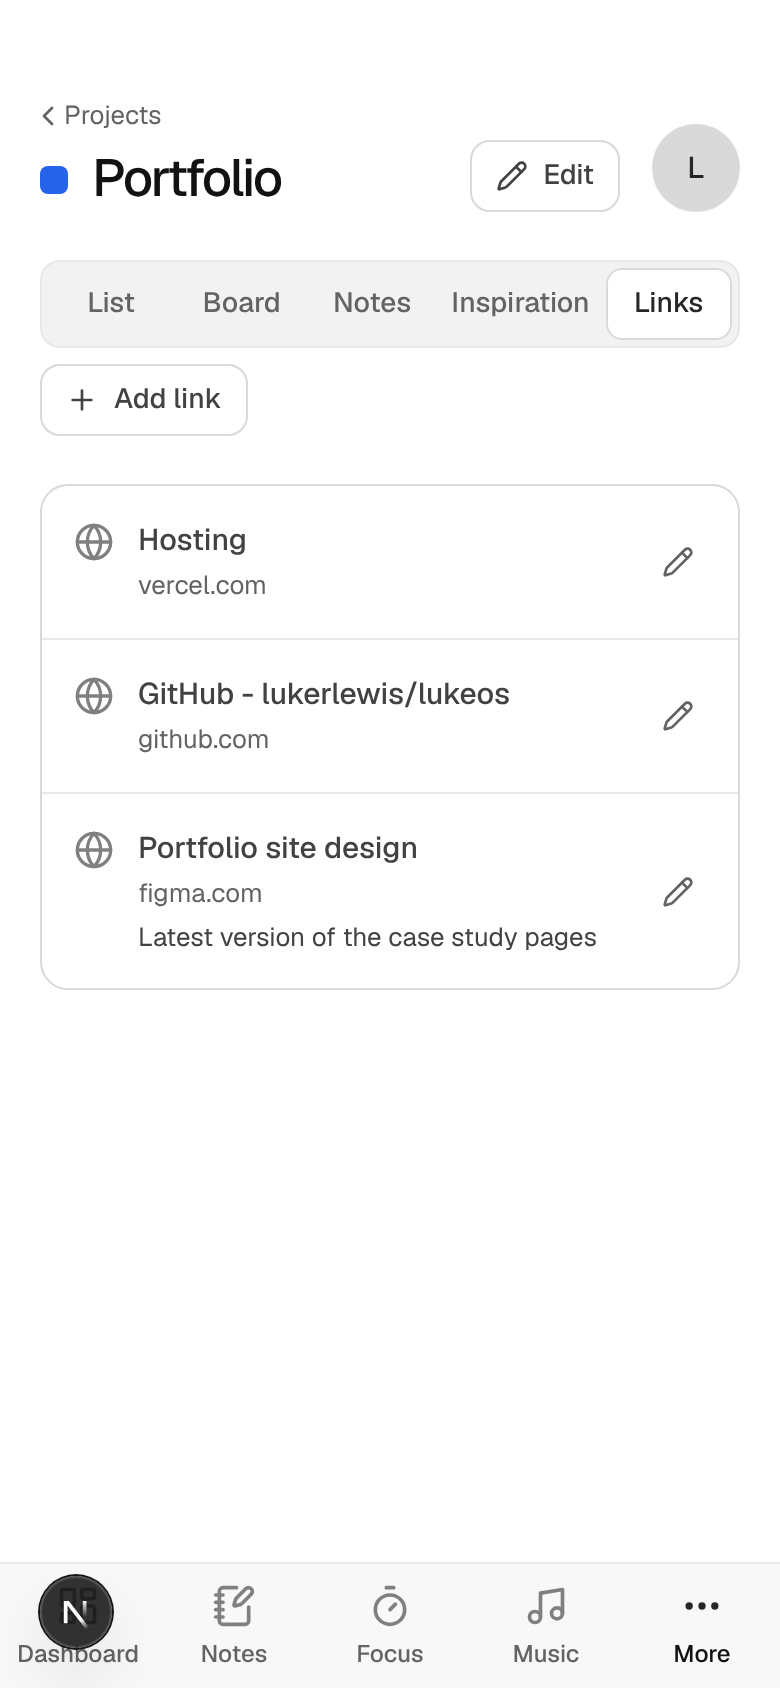 Projects
Portfolio
Edit
L
List Board Notes Inspiration Links
Add link
Hosting
vercel.com
GitHub - lukerlewis/lukeos
github.com
Portfolio site design
figma.com
Latest version of the case study pages
N
Dashboard Notes Focus Music More